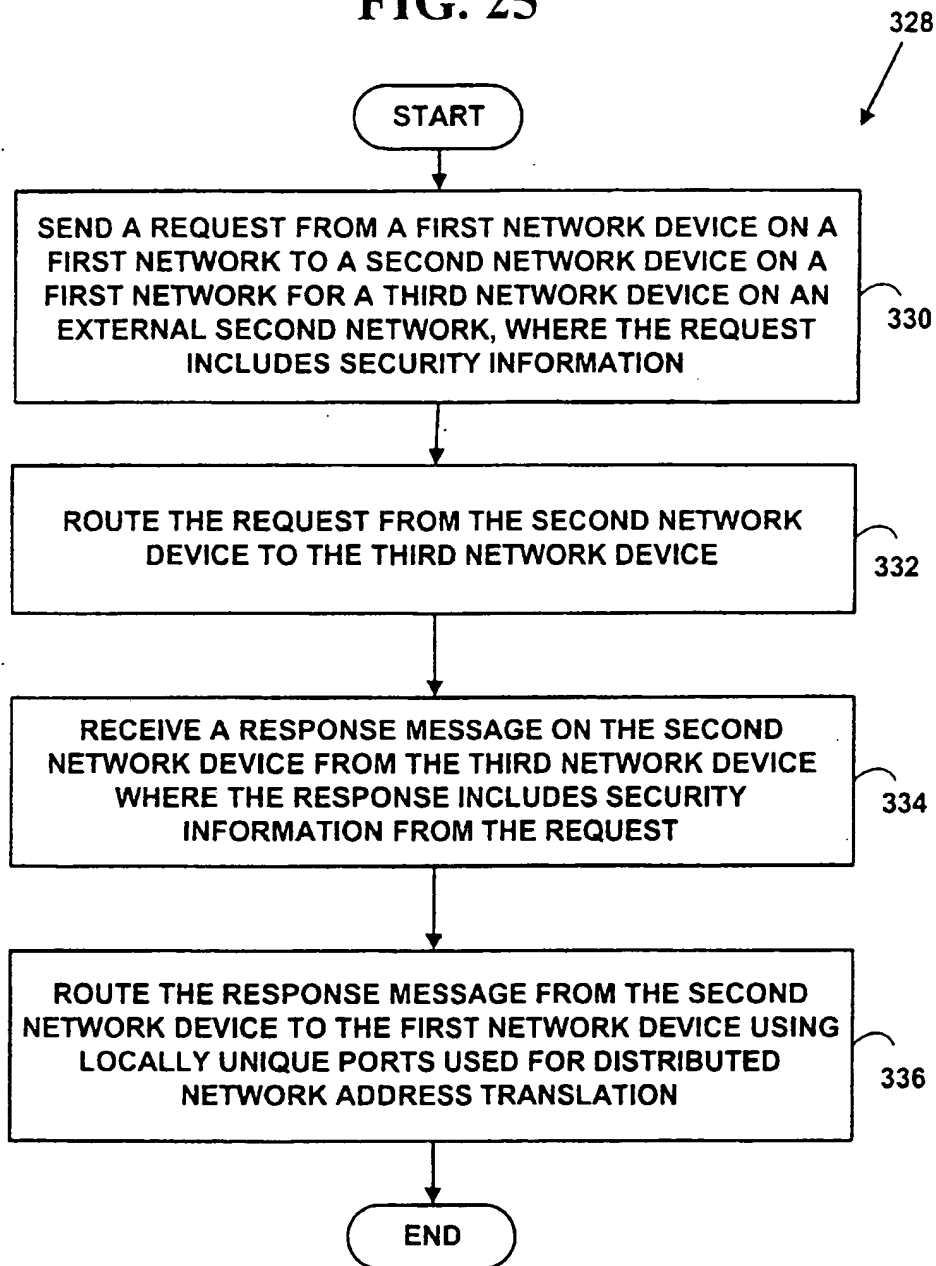 FIG. 25
328
START
SEND A REQUEST FROM A FIRST NETWORK DEVICE ON A
FIRST NETWORK TO A SECOND NETWORK DEVICE ON A
FIRST NETWORK FOR A THIRD NETWORK DEVICE ON AN
EXTERNAL SECOND NETWORK, WHERE THE REQUEST
INCLUDES SECURITY INFORMATION
330
ROUTE THE REQUEST FROM THE SECOND NETWORK
DEVICE TO THE THIRD NETWORK DEVICE
332
RECEIVE A RESPONSE MESSAGE ON THE SECOND
NETWORK DEVICE FROM THE THIRD NETWORK DEVICE
WHERE THE RESPONSE INCLUDES SECURITY
INFORMATION FROM THE REQUEST
334
ROUTE THE RESPONSE MESSAGE FROM THE SECOND
NETWORK DEVICE TO THE FIRST NETWORK DEVICE USING
LOCALLY UNIQUE PORTS USED FOR DISTRIBUTED
NETWORK ADDRESS TRANSLATION
336
END